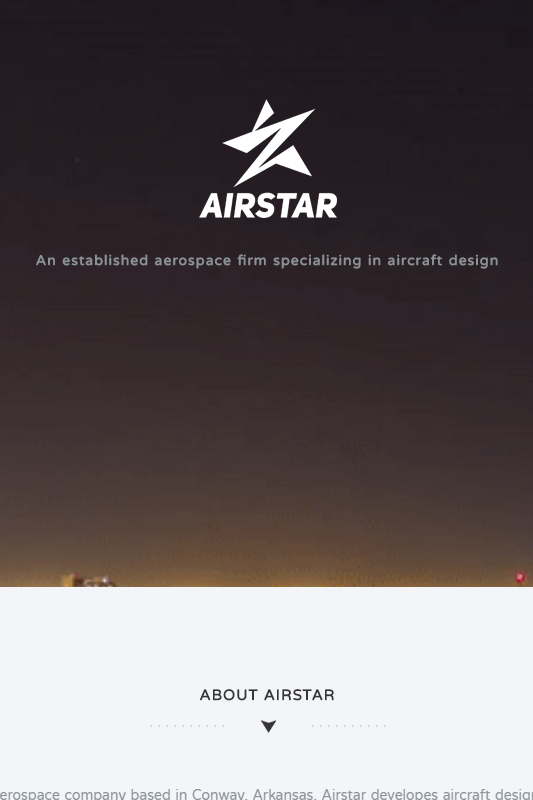 AIRSTAR
An established aerospace firm specializing in aircraft design
ABOUT AIRSTAR
erospace company based in Conway, Arkansas. Airstar developes aircraft design